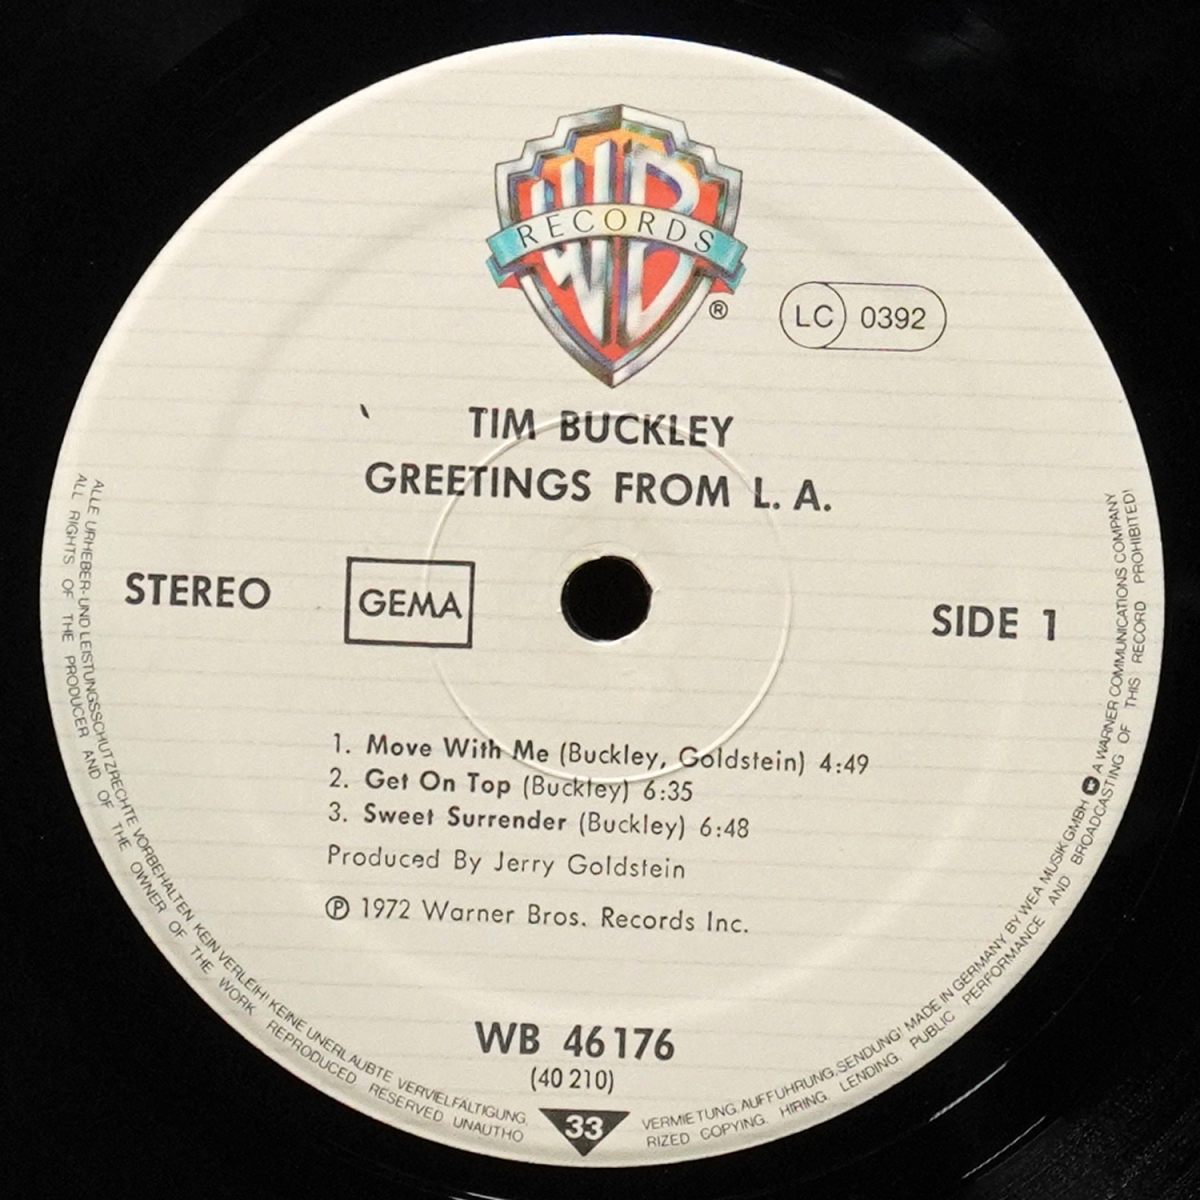 WB
RECORDS
®
LC 0392
TIM BUCKLEY
GREETINGS FROM L. A.
STEREO
GEMA
SIDE 1
1. Move With Me (Buckley, Goldstein) 4:49
2. Get On Top (Buckley) 6:35
3. Sweet Surrender (Buckley) 6:48
Produced By Jerry Goldstein
℗ 1972 Warner Bros. Records Inc.
WB 46 176
(40 210)
33
ALLE URHEBER- UND LEISTUNGSSCHUTZRECHTE VORBEHALTEN KEIN VERLEIH! KEINE UNERLAUBTE VERVIELFÄLTIGUNG, VERMIETUNG, AUFFÜHRUNG, SENDUNG! MADE IN GERMANY BY WEA MUSIK GMBH A WARNER COMMUNICATIONS COMPANY
ALL RIGHTS OF THE PRODUCER AND OF THE OWNER OF THE WORK REPRODUCED RESERVED UNAUTHORIZED COPYING. HIRING. LENDING. PUBLIC PERFORMANCE AND BROADCASTING OF THIS RECORD PROHIBITED!